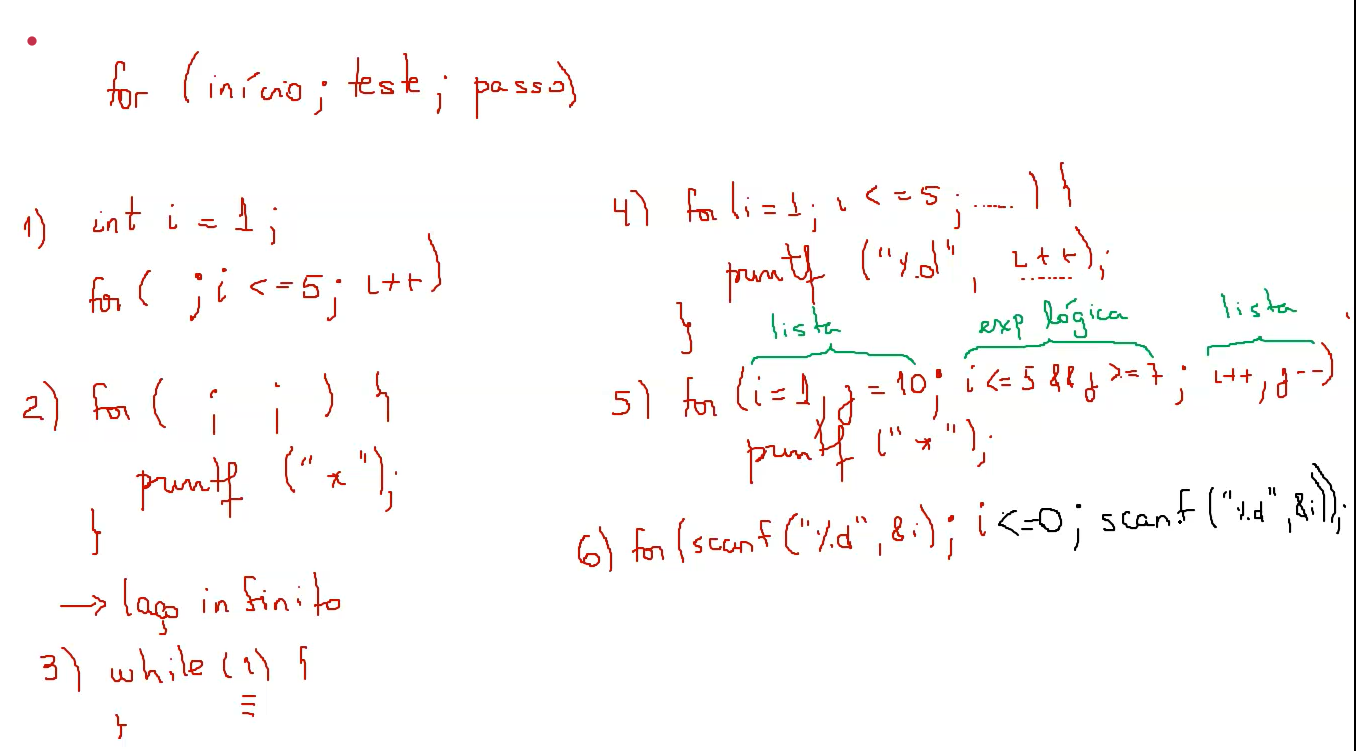 for (início; teste; passo)
1) int i = 1;
for ( ; i <= 5; i++)
2) for ( ; ; ) {
printf ("*");
}
→ laço infinito
3) while (1) {
}
4) for (i = 1; i <= 5; ......) {
printf ("%d", i++);
}
lista exp lógica lista
5) for (i = 1, j = 10; i <= 5 && j >= 7; i++, j--)
printf ("*");
6) for (scanf ("%d", &i); i <= 0; scanf ("%d", &i));